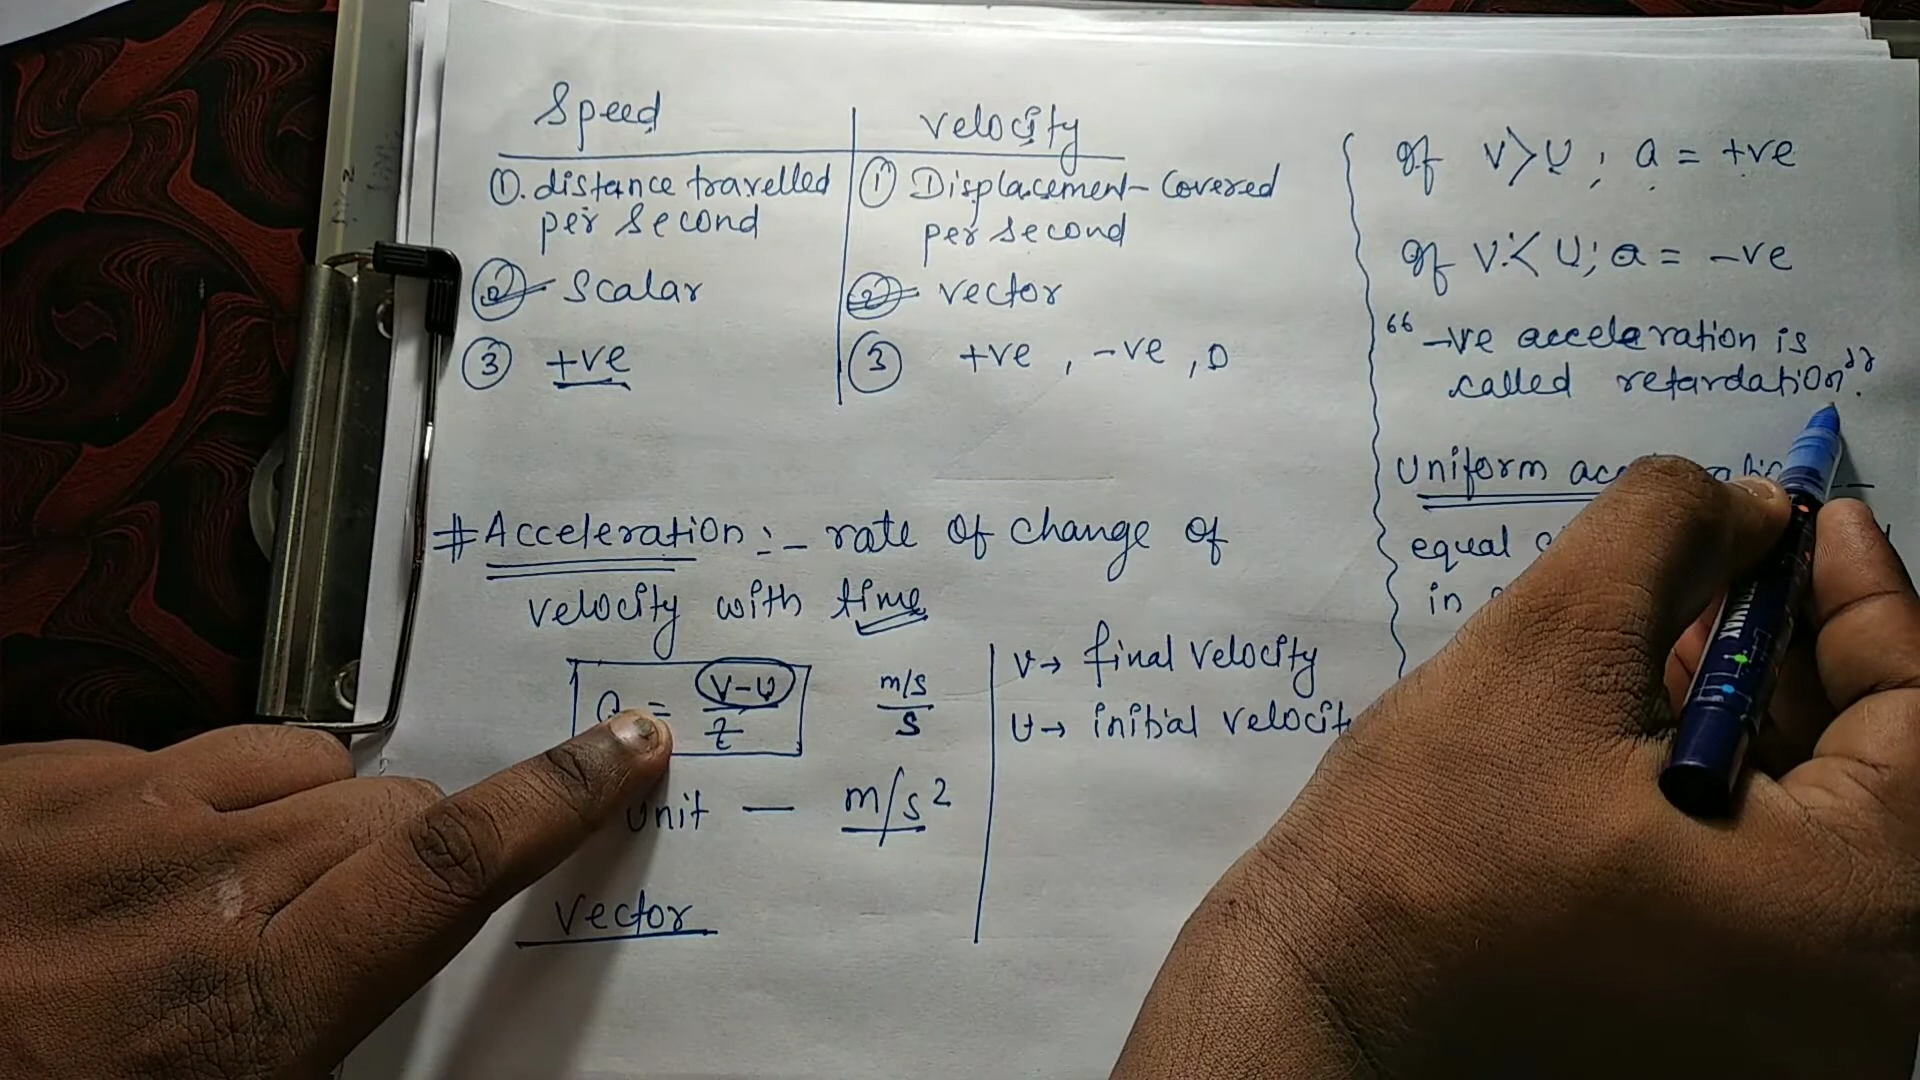 Speed
① distance travelled
per second
② Scalar
③ +ve
velocity
① Displacement Covered
per second
② vector
③ +ve , -ve , 0
# Acceleration :- rate of change of
velocity with time
a = v-u/t
m/s/s
unit — m/s²
Vector
v→ final velocity
u→ initial velocit
If v>u ; a = +ve
If v<u ; a = -ve
"-ve acceleration is
called retardation".
Uniform
equal
in